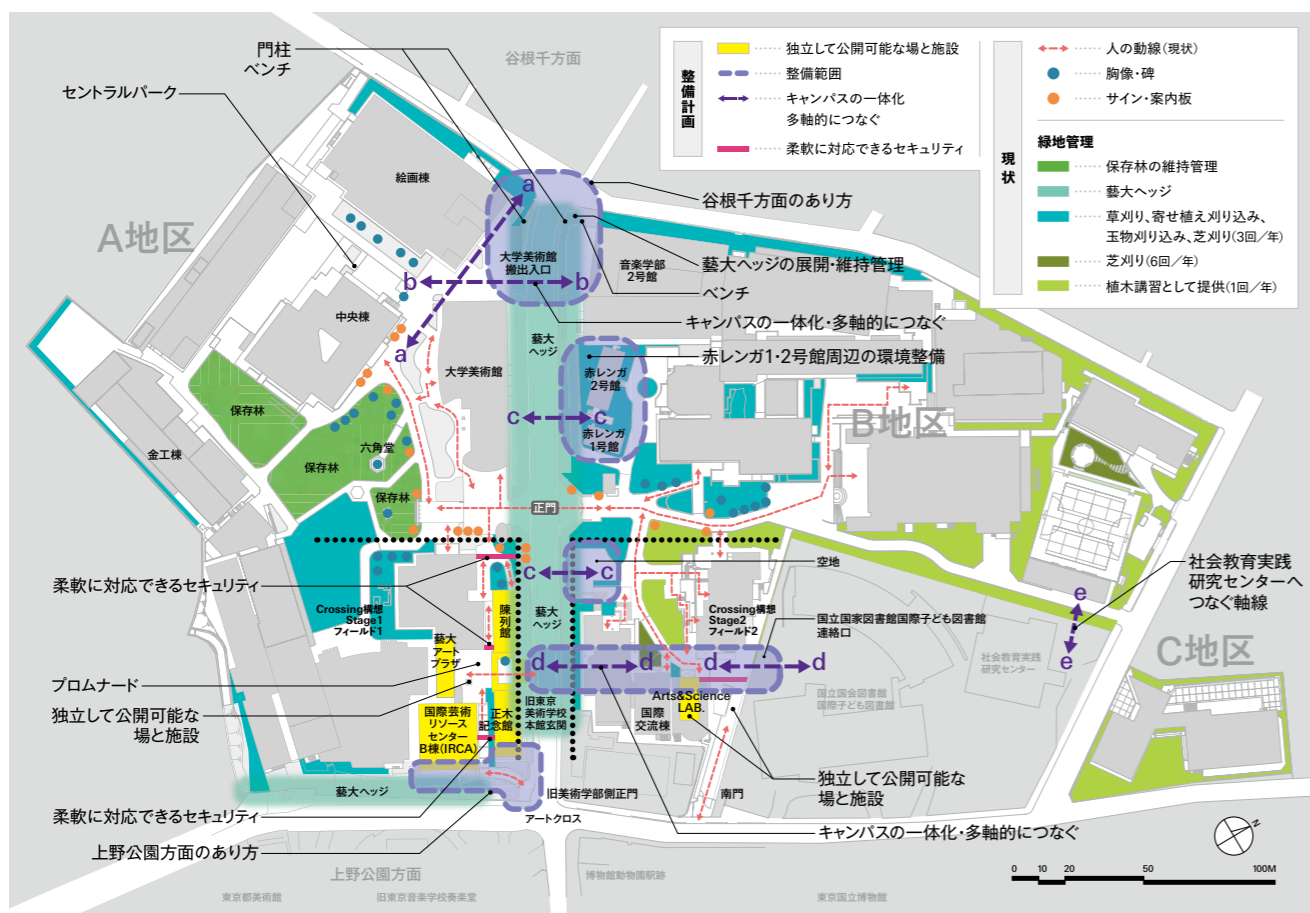 門柱
ベンチ
セントラルパーク
谷根千方面
整備計画
独立して公開可能な場と施設
整備範囲
キャンパスの一体化
多軸的につなぐ
柔軟に対応できるセキュリティ
現状
人の動線（現状）
胸像・碑
サイン・案内板
緑地管理
保存林の維持管理
藝大ヘッジ
草刈り、寄せ植え刈り込み、
玉物刈り込み、芝刈り（3回／年）
芝刈り（6回／年）
植木講習として提供（1回／年）
A地区
絵画棟
a
谷根千方面のあり方
大学美術館
搬出入口
音楽学部
2号館
藝大ヘッジの展開・維持管理
b
b
ベンチ
中央棟
キャンパスの一体化・多軸的につなぐ
a
藝大
ヘッジ
赤レンガ1・2号館周辺の環境整備
大学美術館
赤レンガ
2号館
保存林
c
c
赤レンガ
1号館
B地区
六角堂
金工棟
保存林
保存林
正門
空地
柔軟に対応できるセキュリティ
c
c
社会教育実践
研究センターへ
つなぐ軸線
e
e
Crossing構想
Stage1
フィールド1
陳列館
藝大
ヘッジ
Crossing構想
Stage2
フィールド2
国立国家図書館国際子ども図書館
連絡口
藝大
アート
プラザ
d
d
d
d
社会教育実践
研究センター
C地区
プロムナード
独立して公開可能な
場と施設
国際芸術
リソース
センター
B棟（IRCA）
正木
記念館
旧東京
美術学校
本館玄関
国際
交流棟
Arts&Science
LAB.
国立国会図書館
国際子ども図書館
独立して公開可能な
場と施設
藝大ヘッジ
旧美術学部側正門
南門
柔軟に対応できるセキュリティ
アートクロス
キャンパスの一体化・多軸的につなぐ
上野公園方面のあり方
上野公園方面
博物館動物園駅跡
N
0 10 20 50 100M
東京都美術館
旧東京音楽学校奏楽堂
東京国立博物館